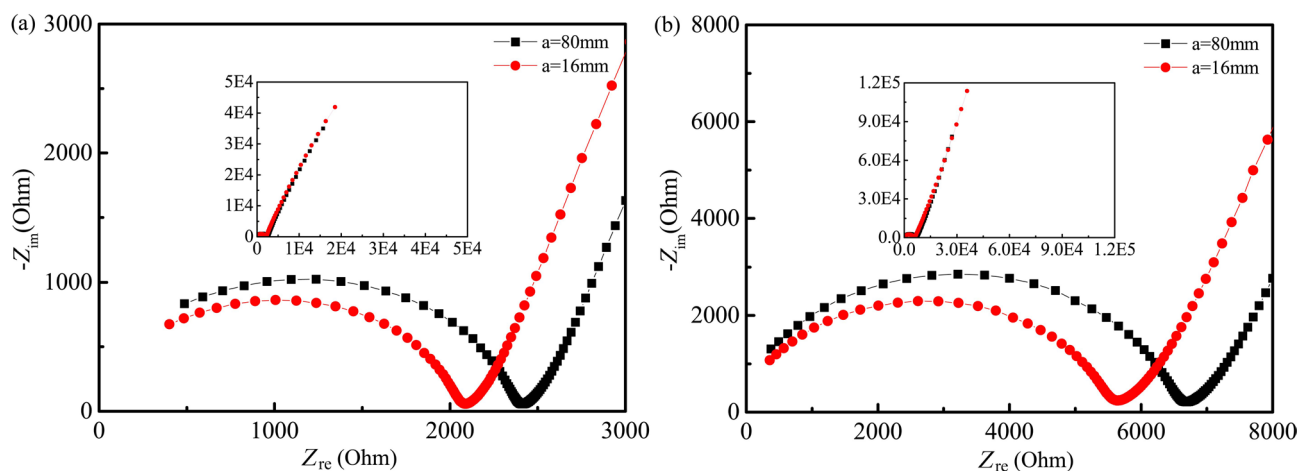 (a)
3000
2000
1000
0
-Z_im(Ohm)
a=80mm
a=16mm
5E4
4E4
3E4
2E4
1E4
0
0 1E4 2E4 3E4 4E4 5E4
0 1000 2000 3000
Z_re (Ohm)
(b)
8000
6000
4000
2000
0
-Z_im(Ohm)
a=80mm
a=16mm
1.2E5
9.0E4
6.0E4
3.0E4
0.0
0.0 3.0E4 6.0E4 9.0E4 1.2E5
0 2000 4000 6000 8000
Z_re (Ohm)